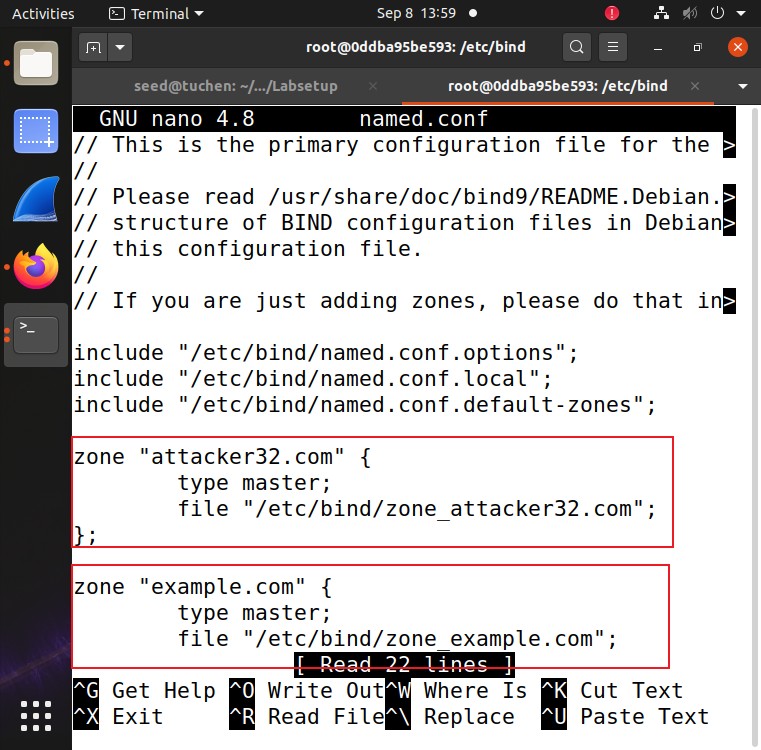 Activities
Terminal
Sep 8 13:59
root@0ddba95be593: /etc/bind
seed@tuchen: ~/.../Labsetup
root@0ddba95be593: /etc/bind
GNU nano 4.8 named.conf
// This is the primary configuration file for the >
//
// Please read /usr/share/doc/bind9/README.Debian.>
// structure of BIND configuration files in Debian>
// this configuration file.
//
// If you are just adding zones, please do that in>
include "/etc/bind/named.conf.options";
include "/etc/bind/named.conf.local";
include "/etc/bind/named.conf.default-zones";
zone "attacker32.com" {
type master;
file "/etc/bind/zone_attacker32.com";
};
zone "example.com" {
type master;
file "/etc/bind/zone_example.com";
[ Read 22 lines ]
^G Get Help ^O Write Out ^W Where Is ^K Cut Text
^X Exit ^R Read File ^\ Replace ^U Paste Text